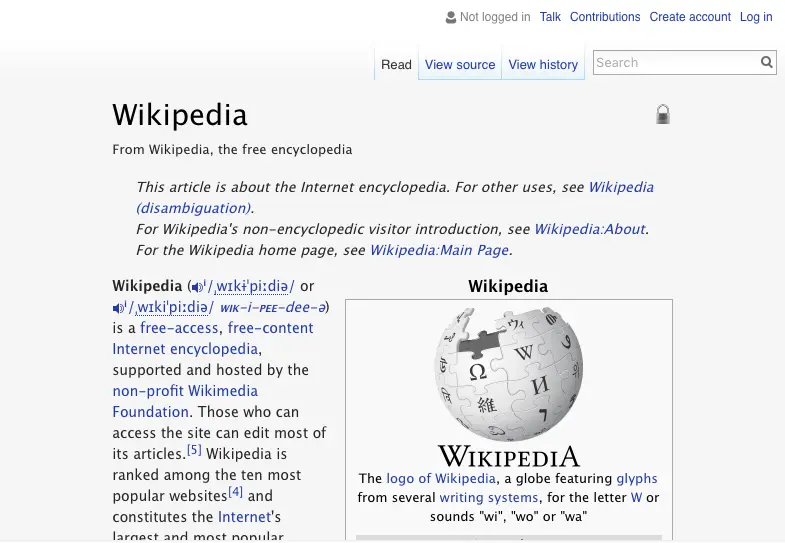 Not logged in Talk Contributions Create account Log in
Read View source View history Search
Wikipedia
From Wikipedia, the free encyclopedia
This article is about the Internet encyclopedia. For other uses, see Wikipedia
(disambiguation).
For Wikipedia's non-encyclopedic visitor introduction, see Wikipedia:About.
For the Wikipedia home page, see Wikipedia:Main Page.
Wikipedia (i/ˌwɪkɨˈpiːdiə/ or
i/ˌwɪkiˈpiːdiə/ WIK-i-PEE-dee-ə)
is a free-access, free-content
Internet encyclopedia,
supported and hosted by the
non-profit Wikimedia
Foundation. Those who can
access the site can edit most of
its articles.[5] Wikipedia is
ranked among the ten most
popular websites[4] and
constitutes the Internet's
largest and most popular
Wikipedia
Ω W И 維 ウィ
WIKIPEDIA
The logo of Wikipedia, a globe featuring glyphs
from several writing systems, for the letter W or
sounds "wi", "wo" or "wa"